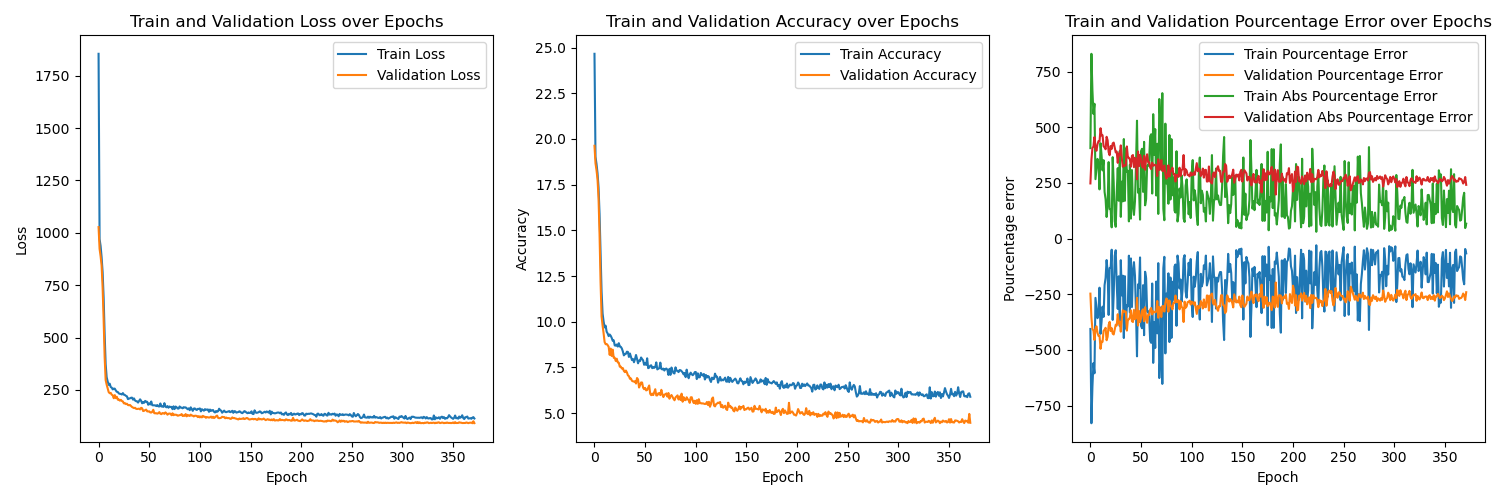 Train and Validation Loss over Epochs
Train Loss
Validation Loss
1750
1500
1250
1000
750
500
250
0
50
100
150
200
250
300
350
Loss
Epoch
Train and Validation Accuracy over Epochs
Train Accuracy
Validation Accuracy
25.0
22.5
20.0
17.5
15.0
12.5
10.0
7.5
5.0
0
50
100
150
200
250
300
350
Accuracy
Epoch
Train and Validation Pourcentage Error over Epochs
Train Pourcentage Error
Validation Pourcentage Error
Train Abs Pourcentage Error
Validation Abs Pourcentage Error
750
500
250
0
−250
−500
−750
0
50
100
150
200
250
300
350
Pourcentage error
Epoch